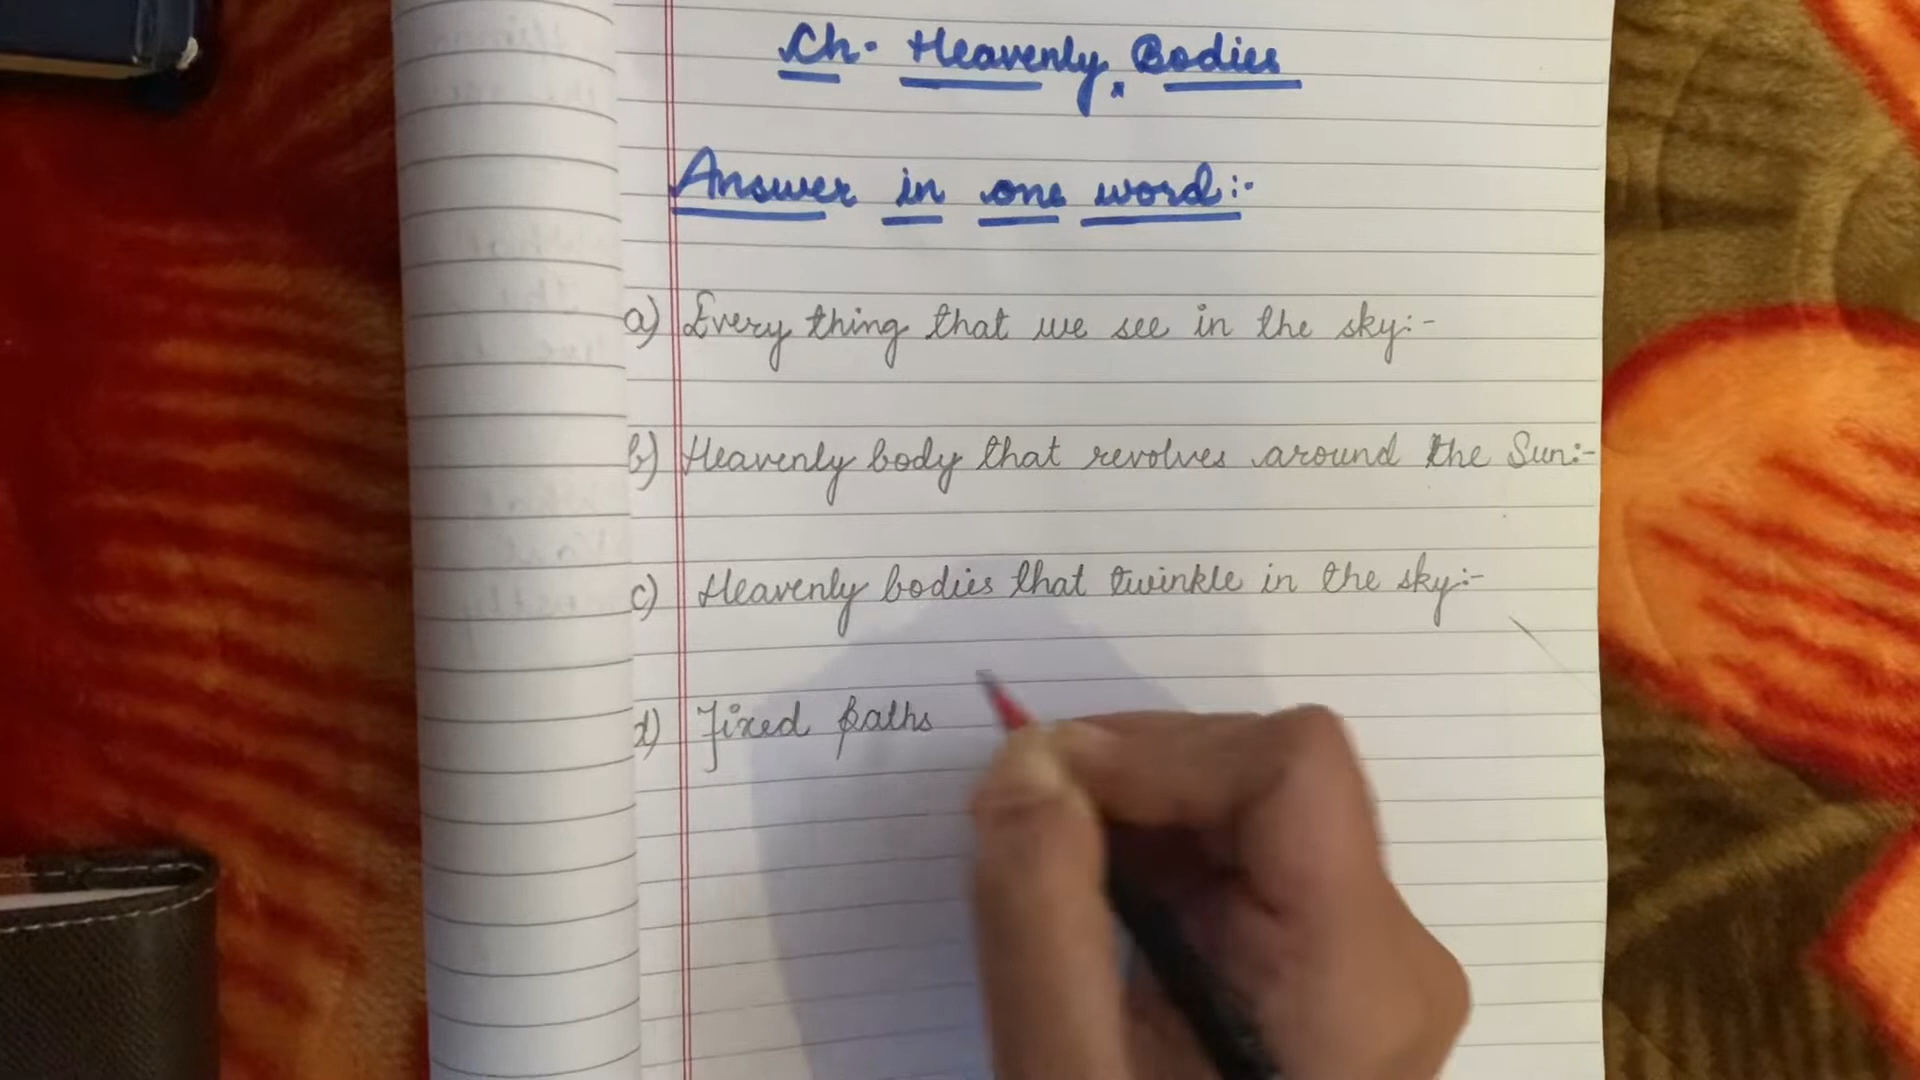 Ch. Heavenly Bodies
Answer in one word:-
a) Every thing that we see in the sky:-
b) Heavenly body that revolves around the Sun:-
c) Heavenly bodies that twinkle in the sky:-
d) Fixed paths